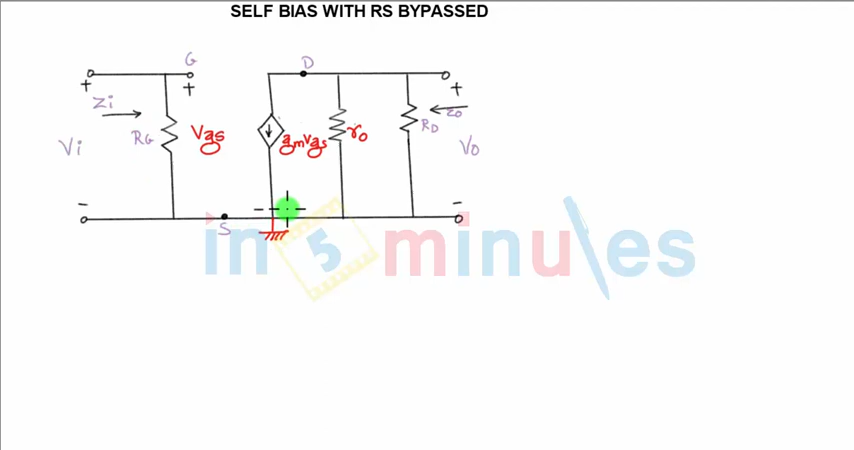 SELF BIAS WITH RS BYPASSED
G
D
+
+
+
Zi
Zo
RG
Vgs
gmvgs
ro
RD
Vi
Vo
-
-
-
S
in 5 minutes